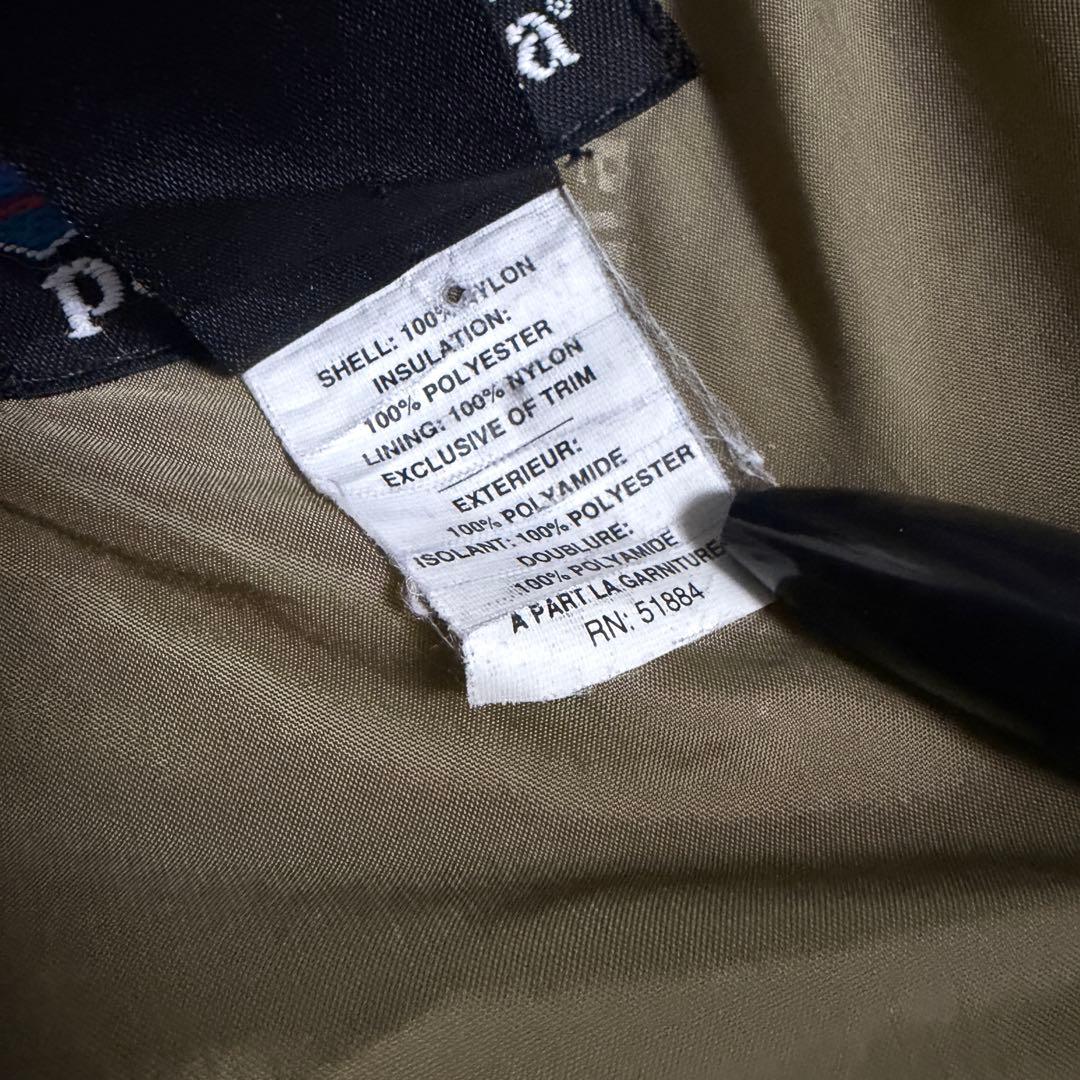 p
a®
SHELL: 100% NYLON
INSULATION:
100% POLYESTER
LINING: 100% NYLON
EXCLUSIVE OF TRIM
EXTERIEUR:
100% POLYAMIDE
ISOLANT: 100% POLYESTER
DOUBLURE:
100% POLYAMIDE
A PART LA GARNITURE
RN: 51884